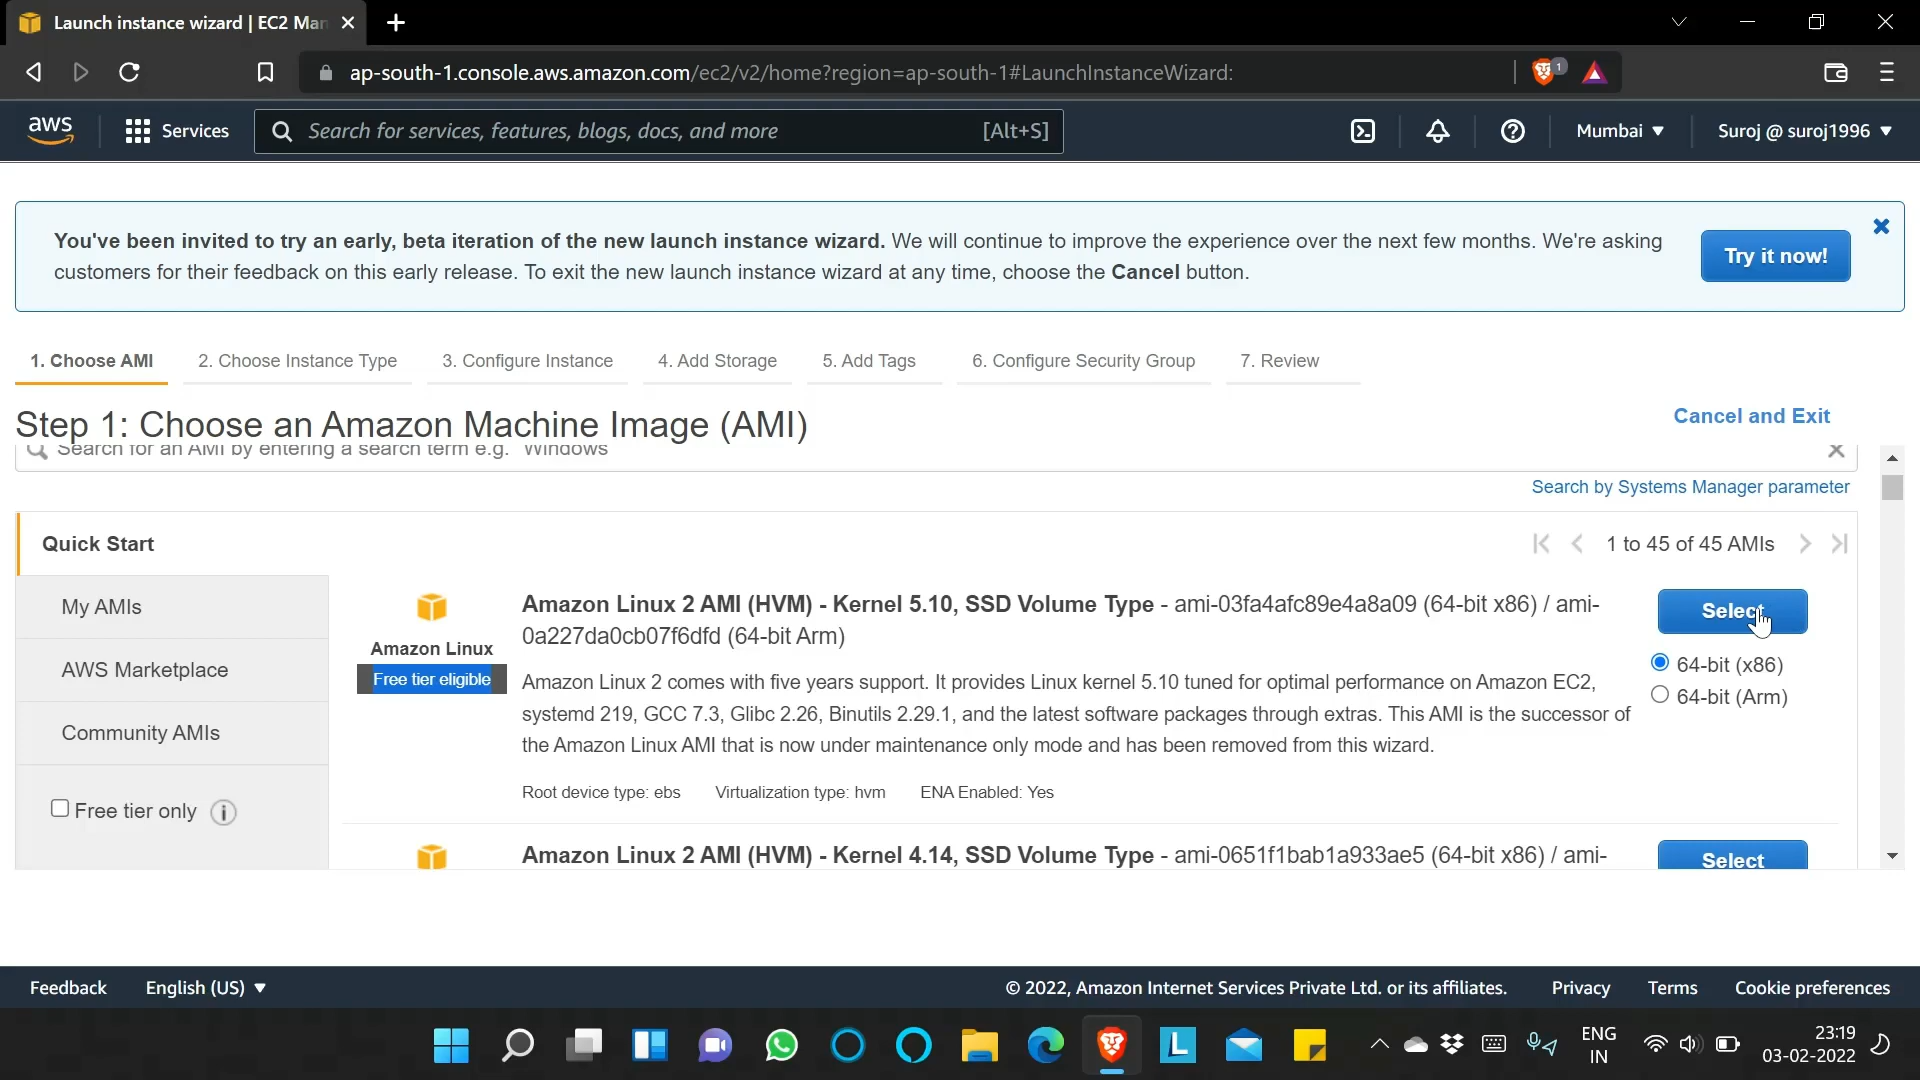 Launch instance wizard | EC2 Man
ap-south-1.console.aws.amazon.com/ec2/v2/home?region=ap-south-1#LaunchInstanceWizard:
1
aws
Services
Search for services, features, blogs, docs, and more
[Alt+S]
Mumbai
Suroj @ suroj1996
You've been invited to try an early, beta iteration of the new launch instance wizard. We will continue to improve the experience over the next few months. We're asking
customers for their feedback on this early release. To exit the new launch instance wizard at any time, choose the Cancel button.
Try it now!
1. Choose AMI
2. Choose Instance Type
3. Configure Instance
4. Add Storage
5. Add Tags
6. Configure Security Group
7. Review
Step 1: Choose an Amazon Machine Image (AMI)
Cancel and Exit
Search for an AMI by entering a search term e.g. "Windows"
Search by Systems Manager parameter
Quick Start
1 to 45 of 45 AMIs
My AMIs
AWS Marketplace
Community AMIs
Free tier only
Amazon Linux
Free tier eligible
Amazon Linux 2 AMI (HVM) - Kernel 5.10, SSD Volume Type - ami-03fa4afc89e4a8a09 (64-bit x86) / ami-
0a227da0cb07f6dfd (64-bit Arm)
Amazon Linux 2 comes with five years support. It provides Linux kernel 5.10 tuned for optimal performance on Amazon EC2,
systemd 219, GCC 7.3, Glibc 2.26, Binutils 2.29.1, and the latest software packages through extras. This AMI is the successor of
the Amazon Linux AMI that is now under maintenance only mode and has been removed from this wizard.
Root device type: ebs
Virtualization type: hvm
ENA Enabled: Yes
Select
64-bit (x86)
64-bit (Arm)
Amazon Linux 2 AMI (HVM) - Kernel 4.14, SSD Volume Type - ami-0651f1bab1a933ae5 (64-bit x86) / ami-
Select
Feedback
English (US)
© 2022, Amazon Internet Services Private Ltd. or its affiliates.
Privacy
Terms
Cookie preferences
L
ENG
IN
23:19
03-02-2022